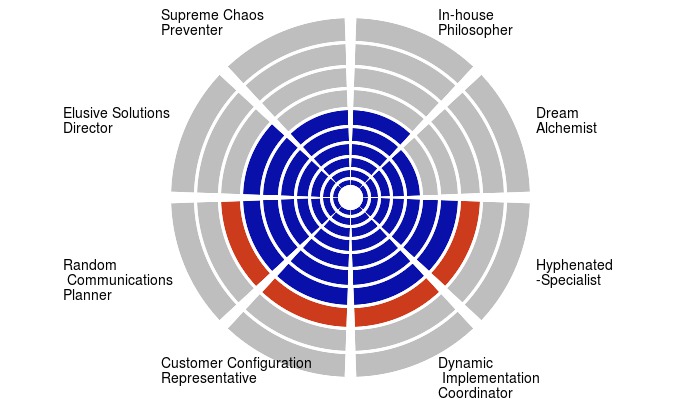 Supreme Chaos
Preventer
In-house
Philosopher
Elusive Solutions
Director
Dream
Alchemist
Random
Communications
Planner
Hyphenated
-Specialist
Customer Configuration
Representative
Dynamic
Implementation
Coordinator